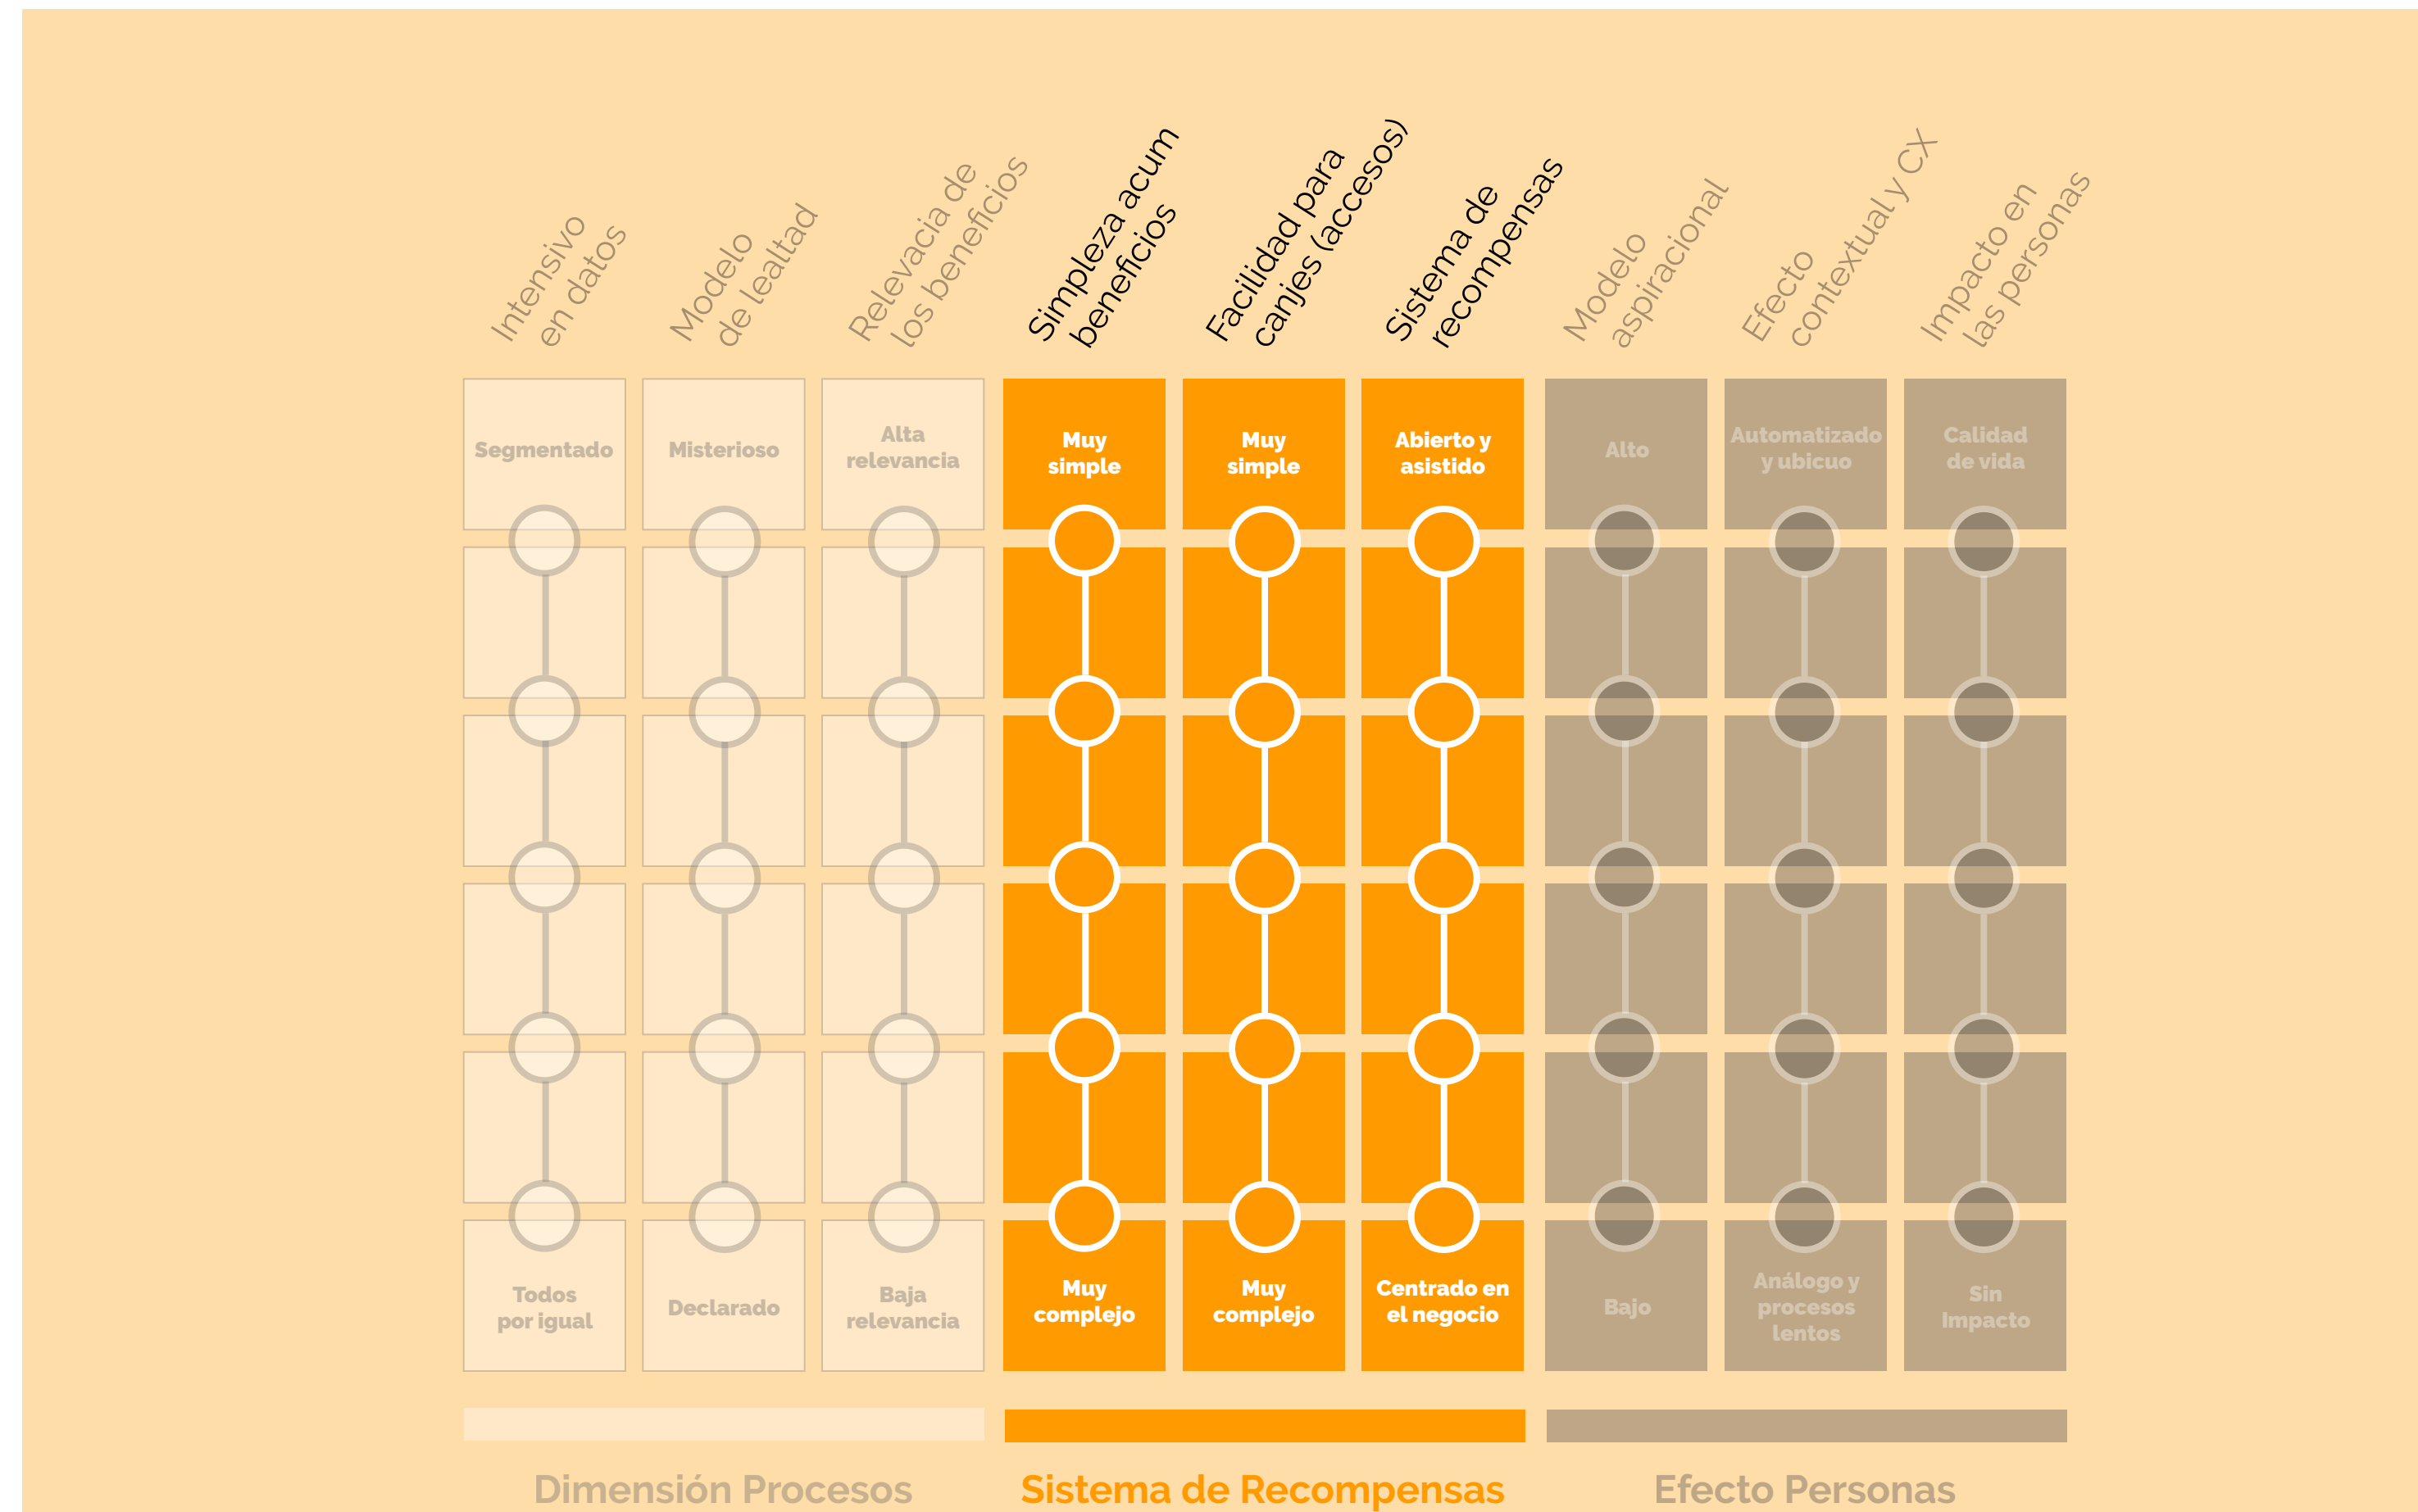 Intensivo
en datos
Modelo
de lealtad
Relevacia de
los beneficios
Simpleza acum
beneficios
Facilidad para
canjes (accesos)
Sistema de
recompensas
Modelo
aspiracional
Efecto
contextual y CX
Impacto en
las personas
Segmentado
Misterioso
Alta
relevancia
Muy
simple
Muy
simple
Abierto y
asistido
Alto
Automatizado
y ubicuo
Calidad
de vida
Todos
por igual
Declarado
Baja
relevancia
Muy
complejo
Muy
complejo
Centrado en
el negocio
Bajo
Análogo y
procesos
lentos
Sin
Impacto
Dimensión Procesos
Sistema de Recompensas
Efecto Personas